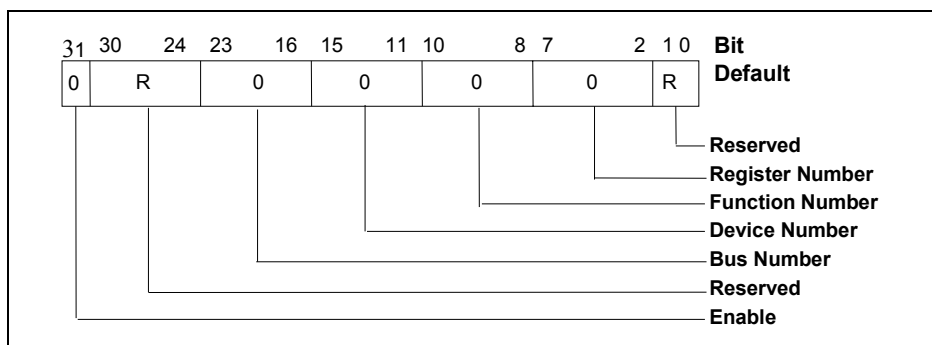 31 30 24 23 16 15 11 10 8 7 2 1 0 Bit
0 R 0 0 0 0 R Default
Reserved
Register Number
Function Number
Device Number
Bus Number
Reserved
Enable